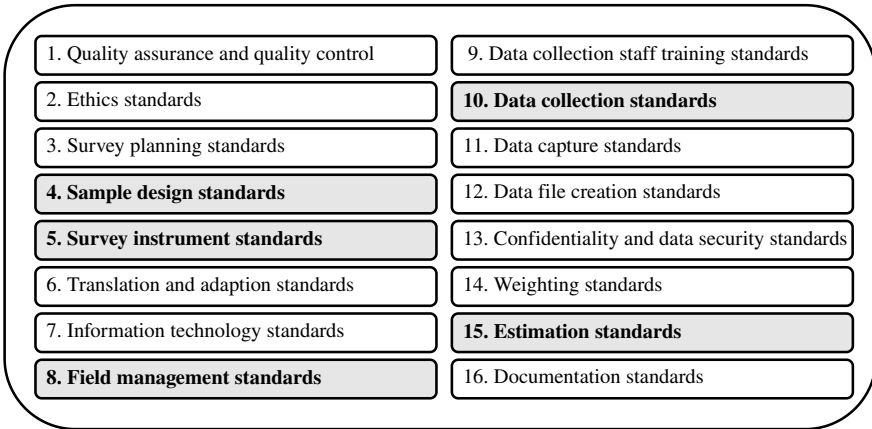 1. Quality assurance and quality control
2. Ethics standards
3. Survey planning standards
4. Sample design standards
5. Survey instrument standards
6. Translation and adaption standards
7. Information technology standards
8. Field management standards
9. Data collection staff training standards
10. Data collection standards
11. Data capture standards
12. Data file creation standards
13. Confidentiality and data security standards
14. Weighting standards
15. Estimation standards
16. Documentation standards